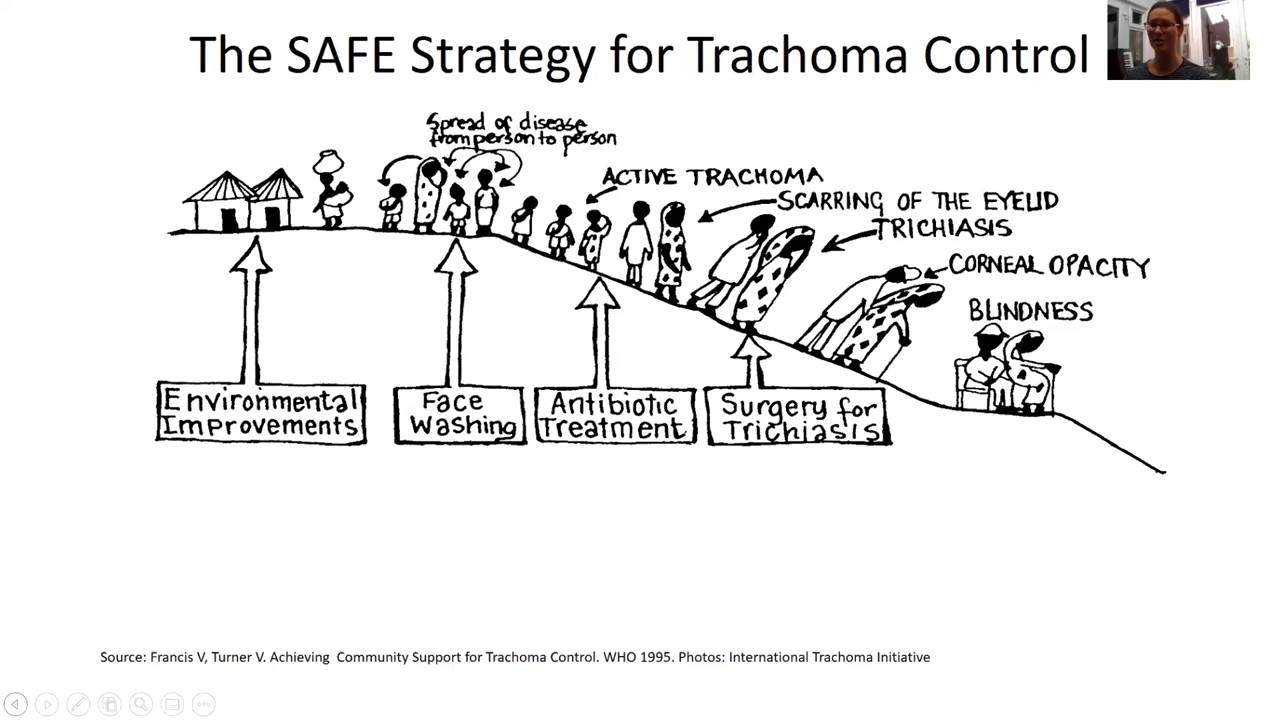 The SAFE Strategy for Trachoma Control
Spread of disease
from person to person
ACTIVE TRACHOMA
SCARRING OF THE EYELID
TRICHIASIS
CORNEAL OPACITY
BLINDNESS
Environmental
Improvements
Face
Washing
Antibiotic
Treatment
Surgery for
Trichiasis
Source: Francis V, Turner V. Achieving  Community Support for Trachoma Control. WHO 1995. Photos: International Trachoma Initiative